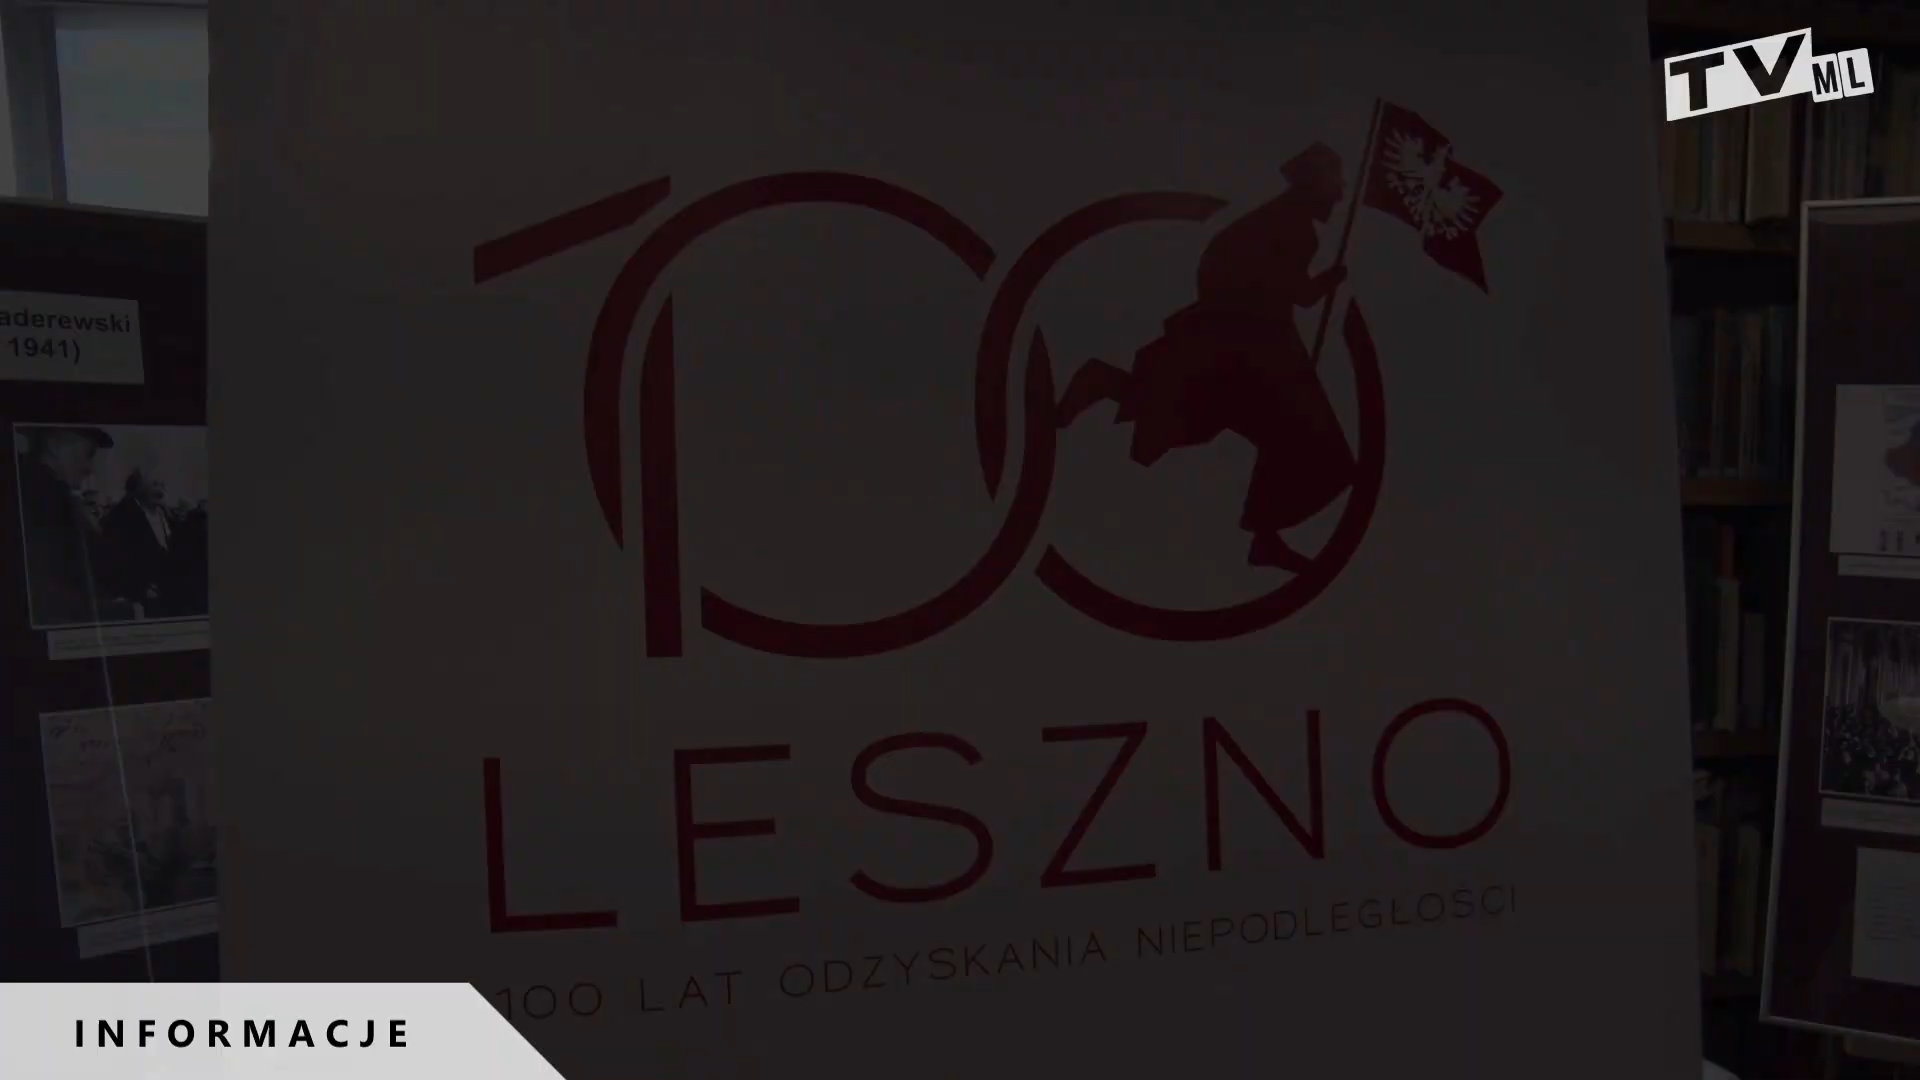 TV ML
aderewski
1941)
100
LESZNO
100 LAT ODZYSKANIA NIEPODLEGŁOŚCI
INFORMACJE